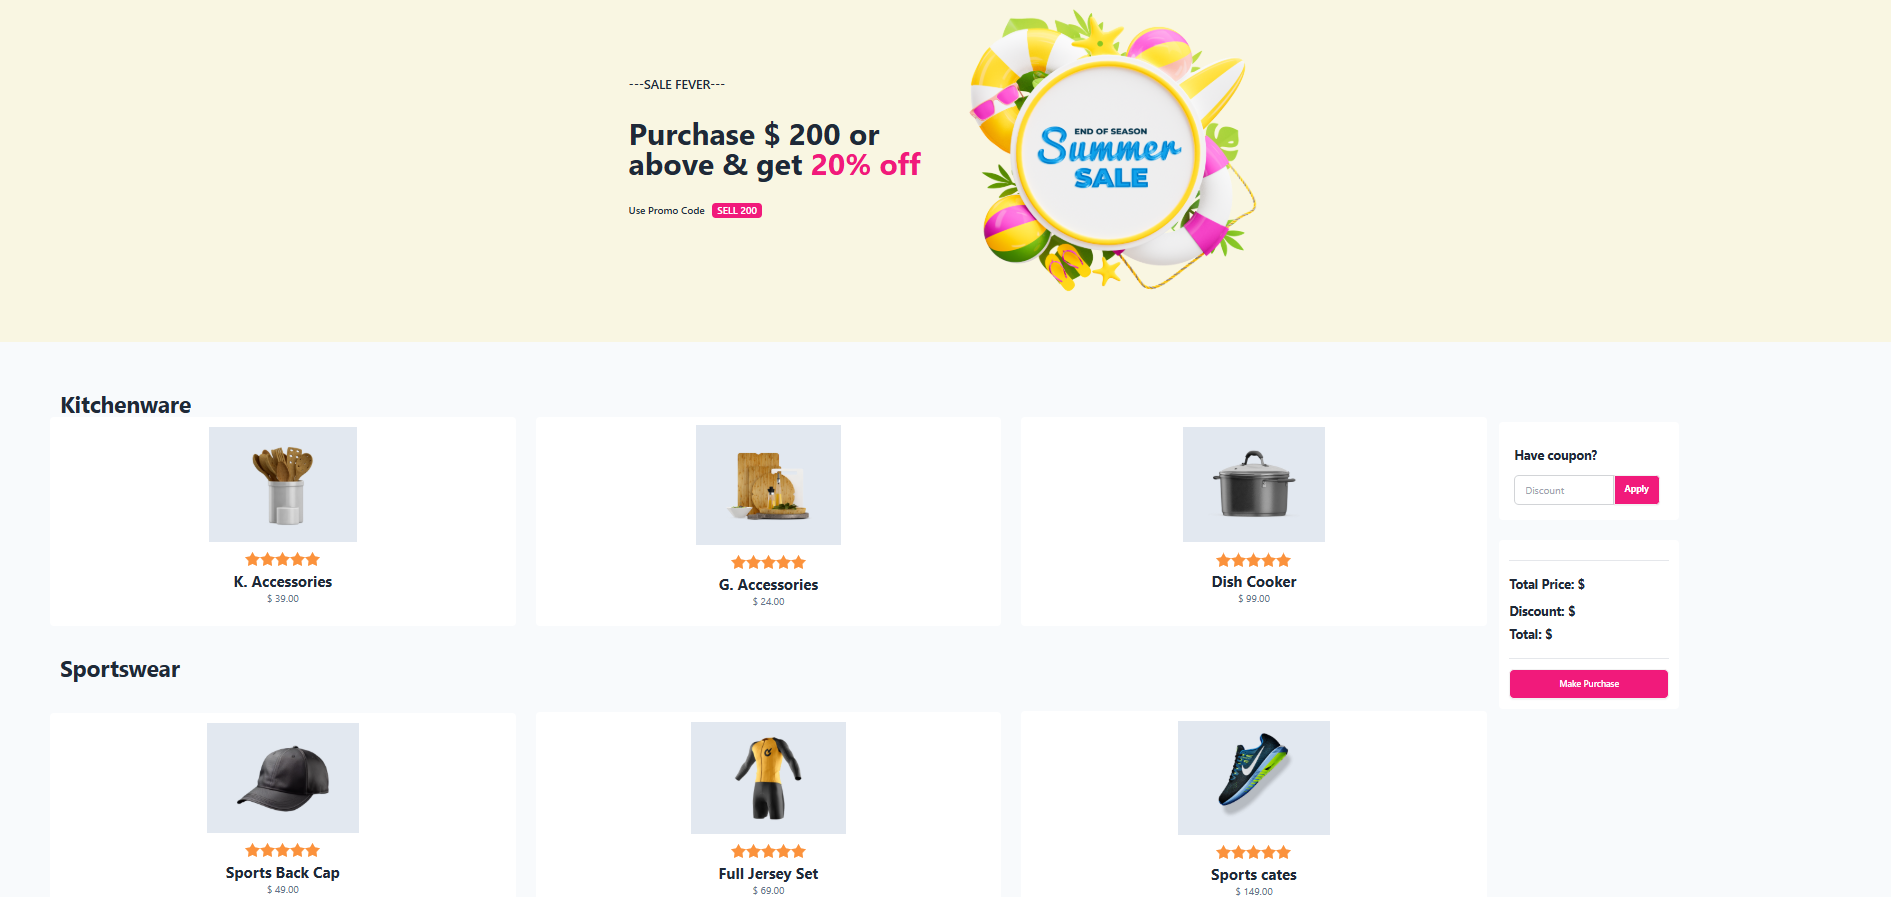 ---SALE FEVER---
Purchase $ 200 or
above & get 20% off
Use Promo Code SELL 200
END OF SEASON
Summer
SALE
Kitchenware
K. Accessories
$ 39.00
G. Accessories
$ 24.00
Dish Cooker
$ 99.00
Have coupon?
Discount Apply
Total Price: $
Discount: $
Total: $
Make Purchase
Sportswear
Sports Back Cap
$ 49.00
Full Jersey Set
$ 69.00
Sports cates
$ 149.00